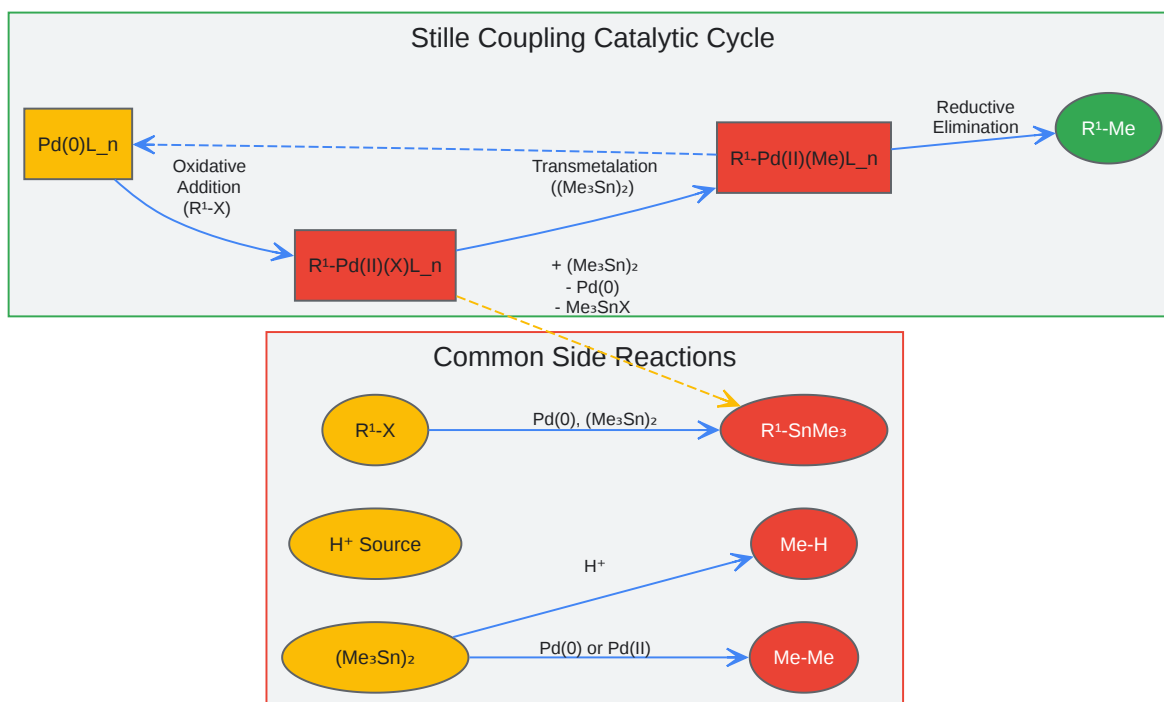 Stille Coupling Catalytic Cycle
Pd(0)L_n
Oxidative
Addition
(R¹-X)
R¹-Pd(II)(X)L_n
Transmetalation
((Me₃Sn)₂)
R¹-Pd(II)(Me)L_n
Reductive
Elimination
R¹-Me
+ (Me₃Sn)₂
- Pd(0)
- Me₃SnX
Common Side Reactions
R¹-X
Pd(0), (Me₃Sn)₂
R¹-SnMe₃
H⁺ Source
H⁺
Me-H
(Me₃Sn)₂
Pd(0) or Pd(II)
Me-Me